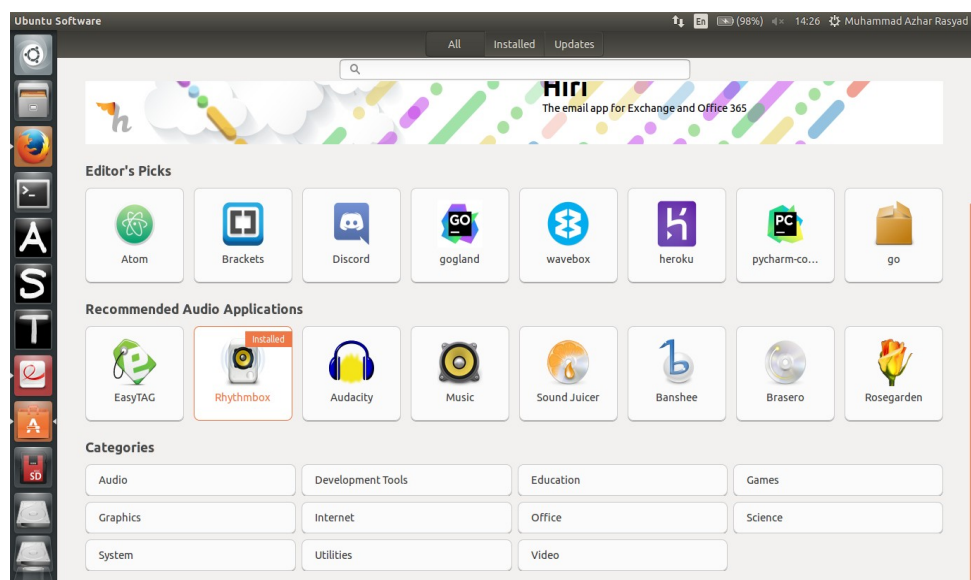 Ubuntu Software
En (98%) 14:26 Muhammad Azhar Rasyad
All Installed Updates
h Hiri
The email app for Exchange and Office 365
Editor's Picks
GO PC
Atom Brackets Discord gogland wavebox heroku pycharm-co... go
Recommended Audio Applications
Installed
EasyTAG Rhythmbox Audacity Music Sound Juicer Banshee Brasero Rosegarden
Categories
Audio Development Tools Education Games
Graphics Internet Office Science
System Utilities Video
A
S
T
A
SD